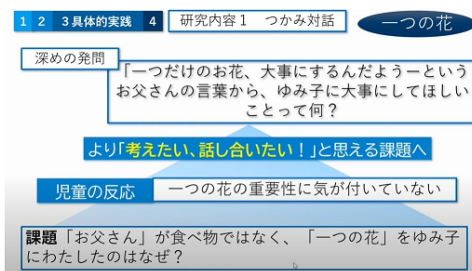 1 2 3具体的実践 4
研究内容1 つかみ対話
一つの花
深めの発問
「一つだけのお花、大事にするんだようーという
お父さんの言葉から、ゆみ子に大事にしてほしい
ことって何？
より「考えたい、話し合いたい！」と思える課題へ
児童の反応
一つの花の重要性に気が付いていない
課題「お父さん」が食べ物ではなく、「一つの花」をゆみ子
にわたしたのはなぜ？